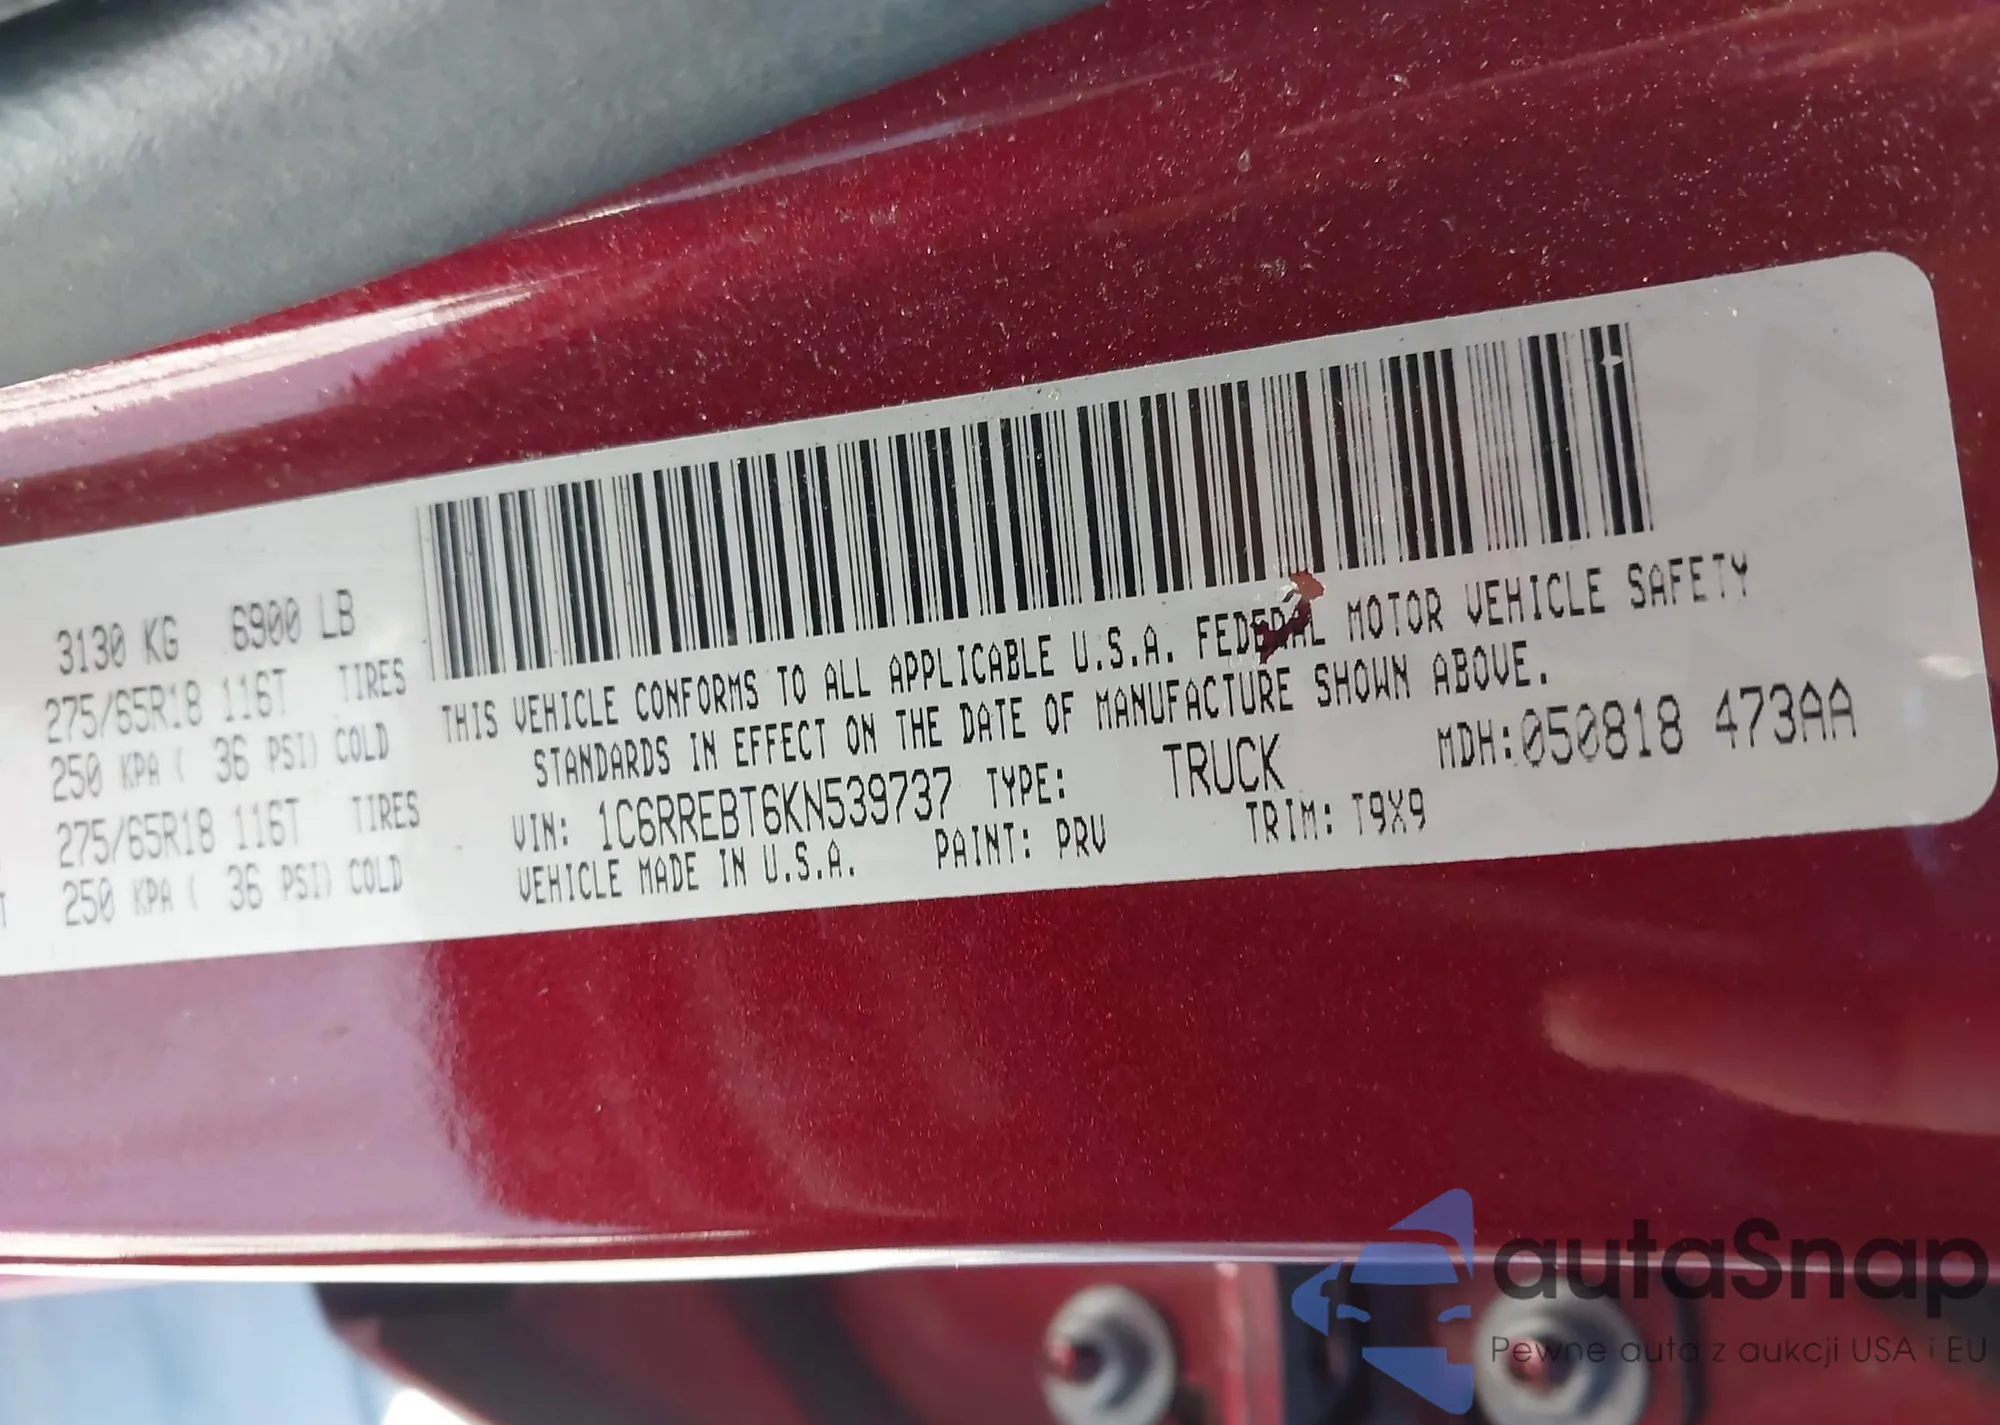 3130 KG 6900 LB
275/65R18 116T TIRES
250 KPA ( 36 PSI) COLD
275/65R18 116T TIRES
250 KPA ( 36 PSI) COLD
THIS VEHICLE CONFORMS TO ALL APPLICABLE U.S.A. FEDERAL MOTOR VEHICLE SAFETY
STANDARDS IN EFFECT ON THE DATE OF MANUFACTURE SHOWN ABOVE.
VIN: 1C6RREBT6KN539737 TYPE: TRUCK MDH:050818 473AA
VEHICLE MADE IN U.S.A. PAINT: PRV TRIM: T9X9
autaSnap
Pewne auta z aukcji USA i EU